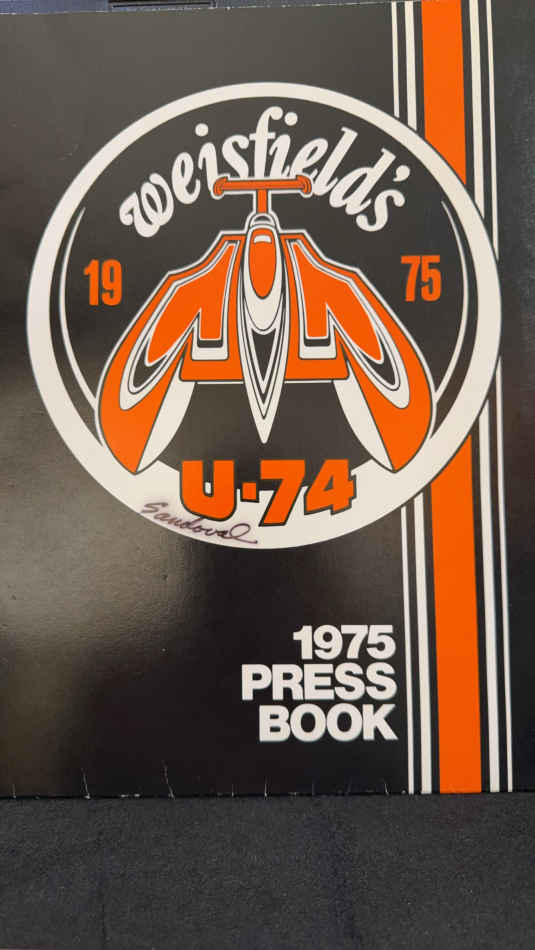 weisfield's
19 75
U-74
Sandoval
1975
PRESS
BOOK